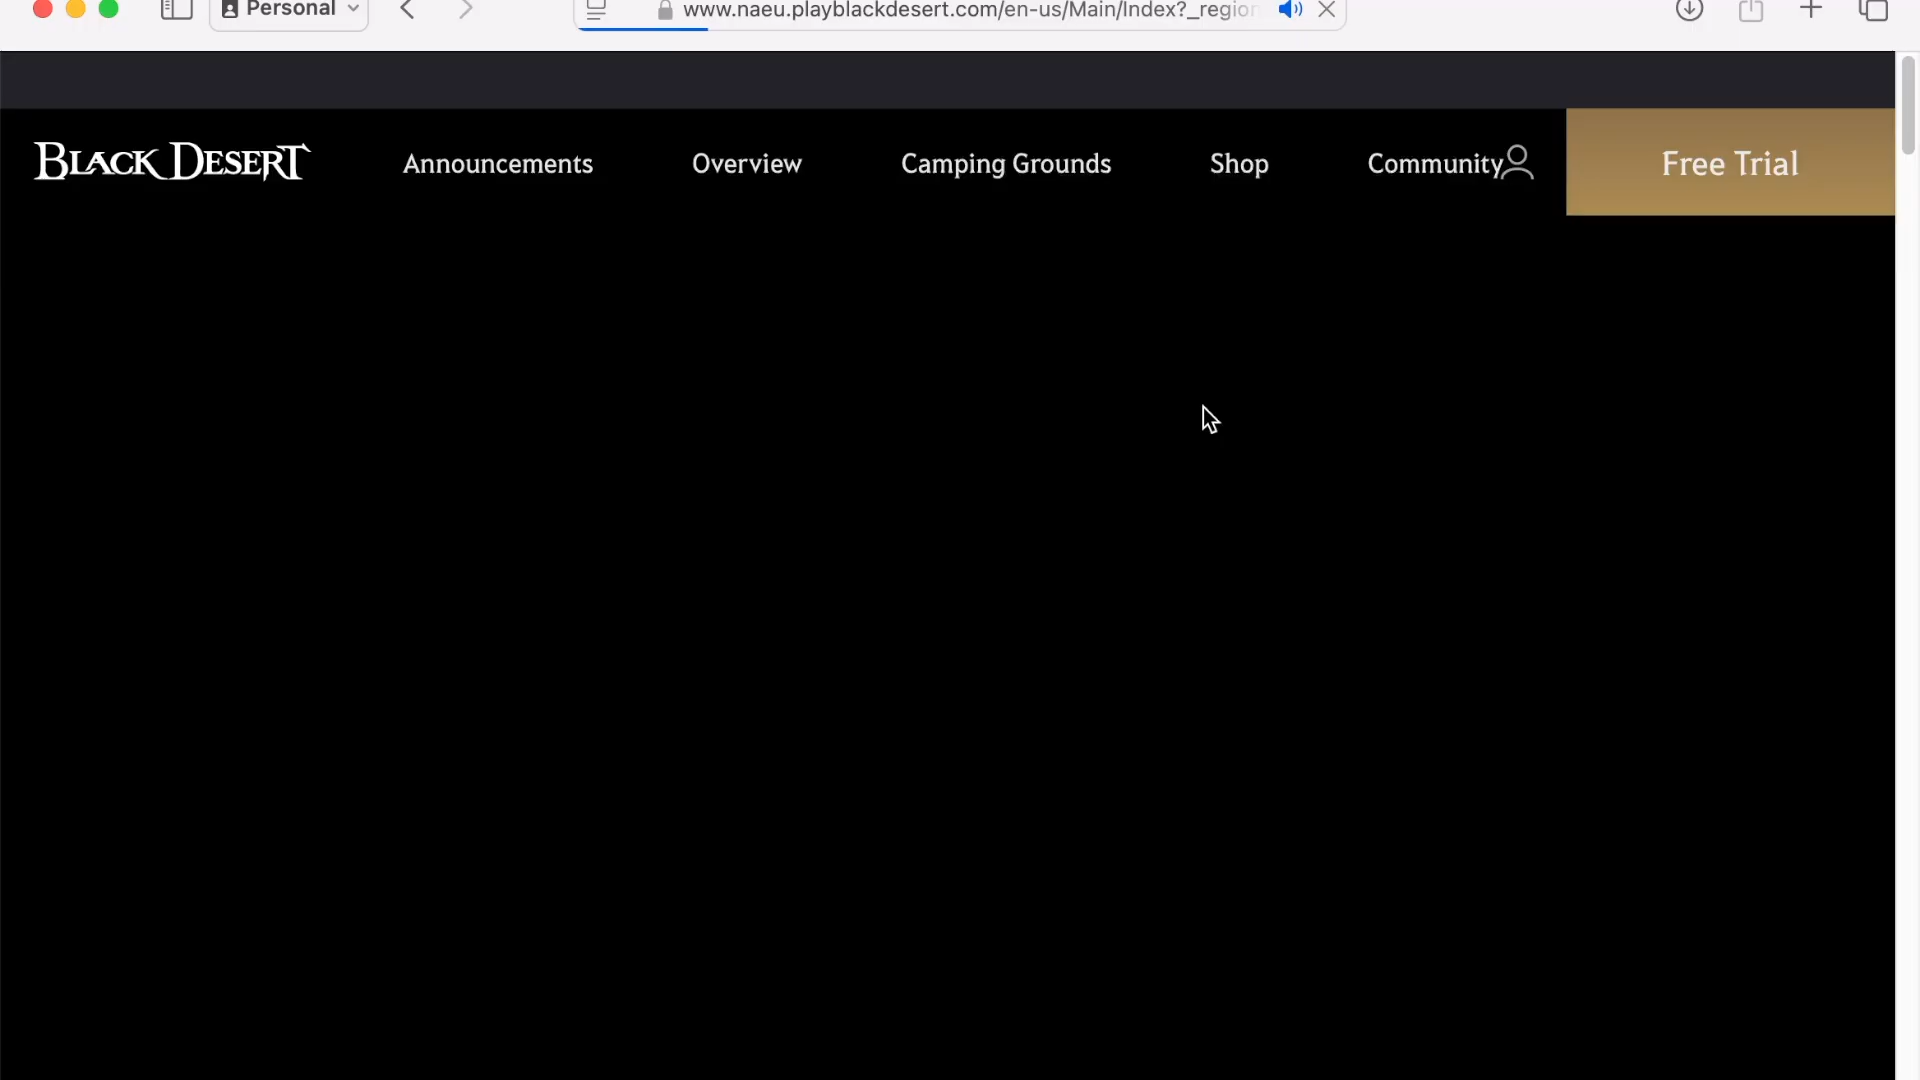 Personal
www.naeu.playblackdesert.com/en-us/Main/Index?_region
BLACK DESERT
Announcements
Overview
Camping Grounds
Shop
Community
Free Trial